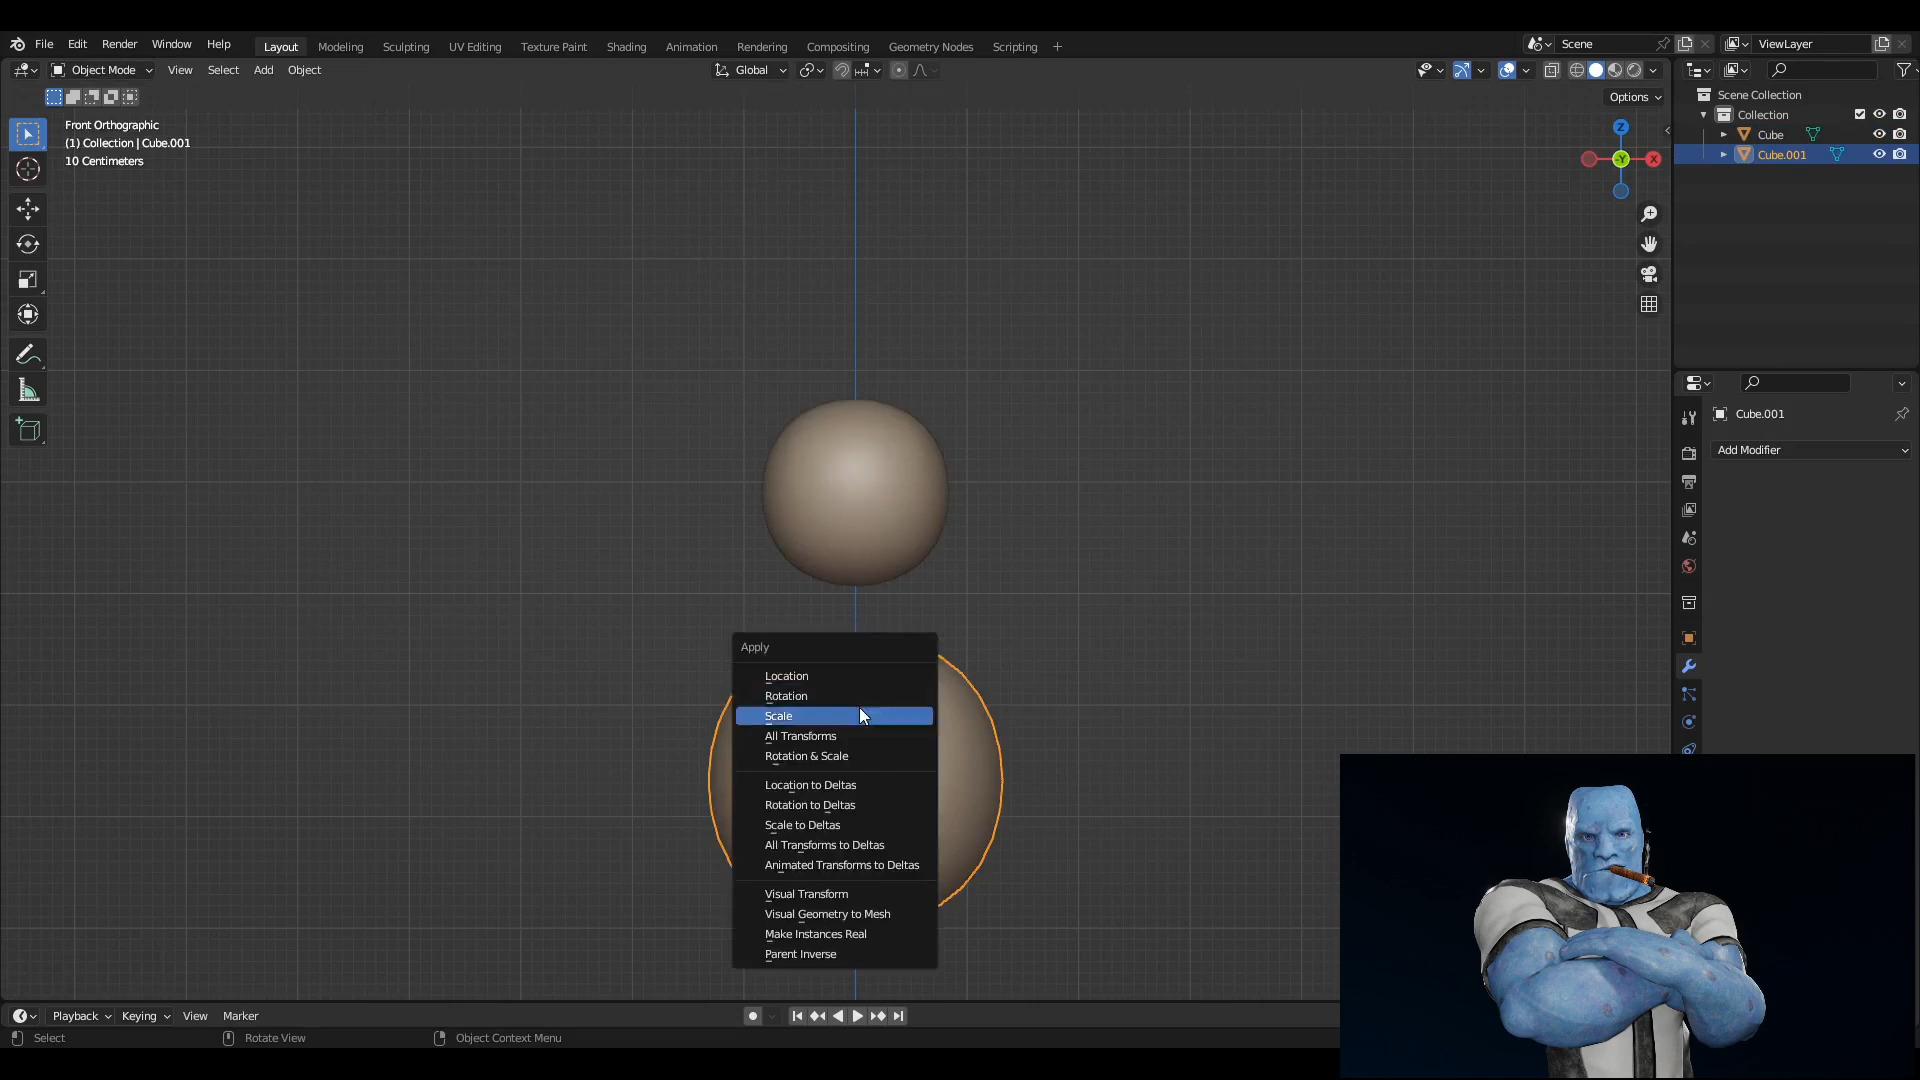 File Edit Render Window Help
Layout Modeling Sculpting UV Editing Texture Paint Shading Animation Rendering Compositing Geometry Nodes Scripting +
Scene
ViewLayer
Object Mode View Select Add Object
Global
Options
Front Orthographic
(1) Collection | Cube.001
10 Centimeters
Z
-Y
X
Scene Collection
Collection
Cube
Cube.001
Cube.001
Add Modifier
Apply
Location
Rotation
Scale
All Transforms
Rotation & Scale
Location to Deltas
Rotation to Deltas
Scale to Deltas
All Transforms to Deltas
Animated Transforms to Deltas
Visual Transform
Visual Geometry to Mesh
Make Instances Real
Parent Inverse
Playback Keying View Marker
Select Rotate View Object Context Menu